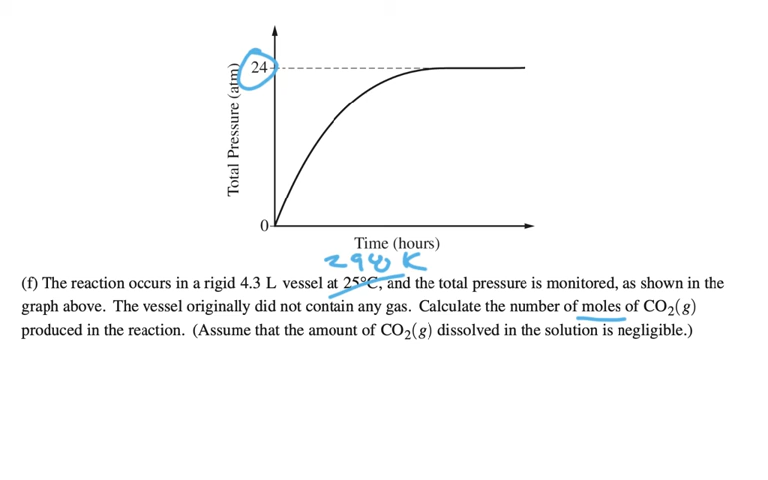 24
Total Pressure (atm)
0
Time (hours)
298 K
(f) The reaction occurs in a rigid 4.3 L vessel at 25°C, and the total pressure is monitored, as shown in the
graph above. The vessel originally did not contain any gas. Calculate the number of moles of CO₂(g)
produced in the reaction. (Assume that the amount of CO₂(g) dissolved in the solution is negligible.)